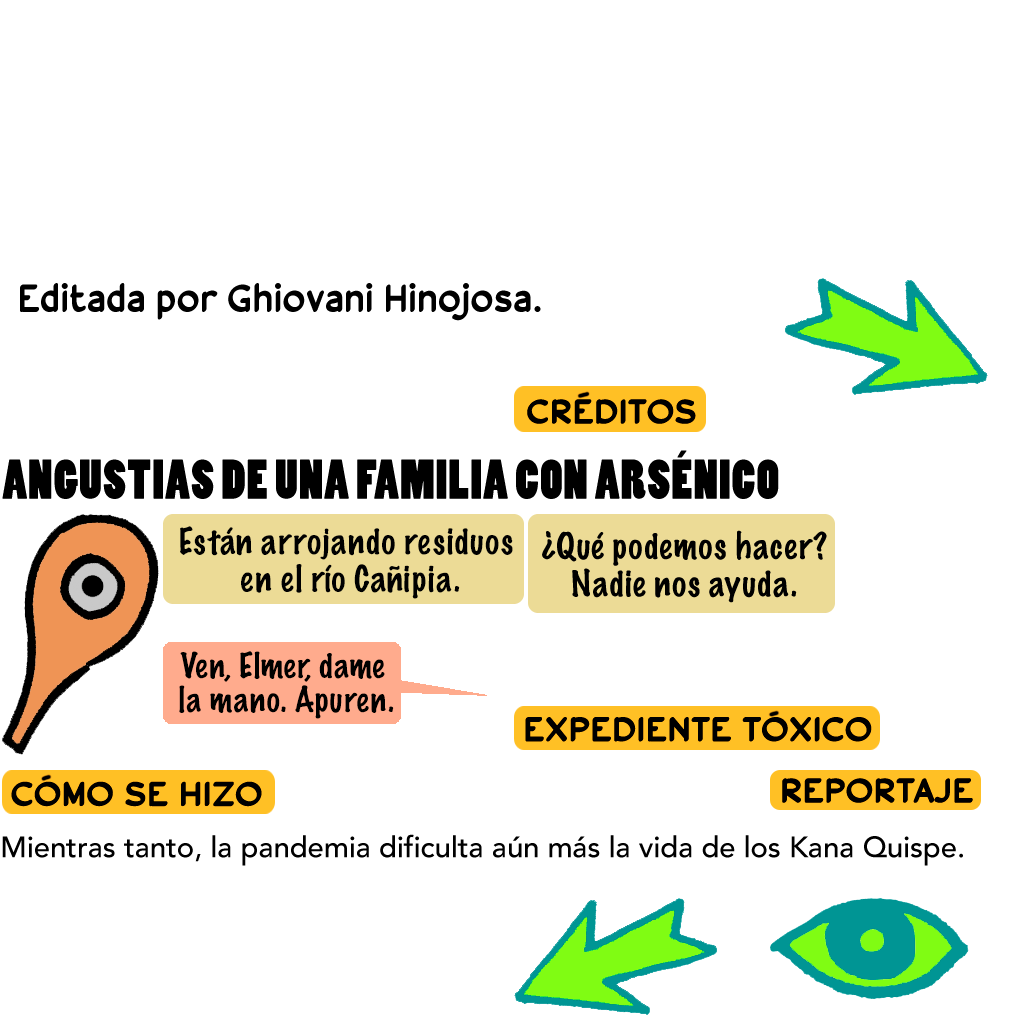 Editada por Ghiovani Hinojosa.
CRÉDITOS
ANGUSTIAS DE UNA FAMILIA CON ARSÉNICO
Están arrojando residuos
en el río Cañipia.
¿Qué podemos hacer?
Nadie nos ayuda.
Ven, Elmer, dame
la mano. Apuren.
EXPEDIENTE TÓXICO
CÓMO SE HIZO
REPORTAJE
Mientras tanto, la pandemia dificulta aún más la vida de los Kana Quispe.